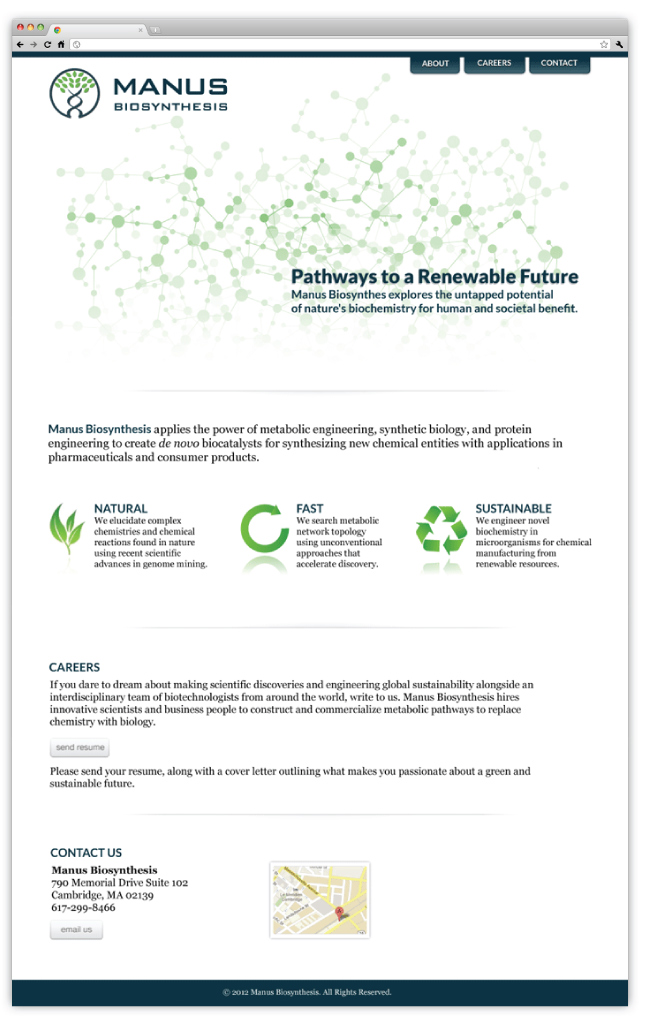 ABOUT
CAREERS
CONTACT
MANUS
BIOSYNTHESIS
Pathways to a Renewable Future
Manus Biosynthes explores the untapped potential
of nature's biochemistry for human and societal benefit.
Manus Biosynthesis applies the power of metabolic engineering, synthetic biology, and protein
engineering to create de novo biocatalysts for synthesizing new chemical entities with applications in
pharmaceuticals and consumer products.
NATURAL
We elucidate complex
chemistries and chemical
reactions found in nature
using recent scientific
advances in genome mining.
FAST
We search metabolic
network topology
using unconventional
approaches that
accelerate discovery.
SUSTAINABLE
We engineer novel
biochemistry in
microorganisms for chemical
manufacturing from
renewable resources.
CAREERS
If you dare to dream about making scientific discoveries and engineering global sustainability alongside an
interdisciplinary team of biotechnologists from around the world, write to us. Manus Biosynthesis hires
innovative scientists and business people to construct and commercialize metabolic pathways to replace
chemistry with biology.
send resume
Please send your resume, along with a cover letter outlining what makes you passionate about a green and
sustainable future.
CONTACT US
Manus Biosynthesis
790 Memorial Drive Suite 102
Cambridge, MA 02139
617-299-8466
email us
A
© 2012 Manus Biosynthesis. All Rights Reserved.